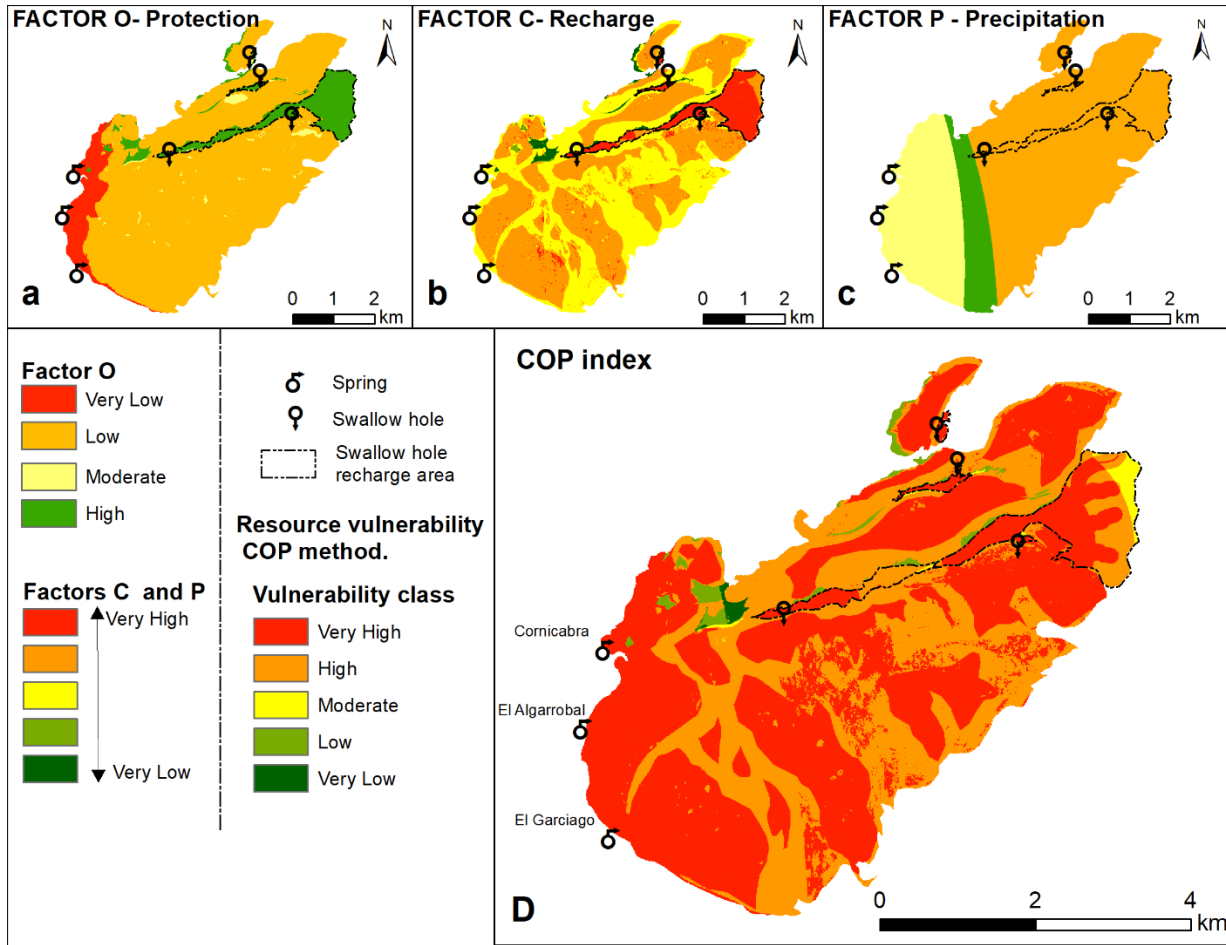 FACTOR O- Protection
N
a
0 1 2
km
FACTOR C- Recharge
b
0 1 2
km
FACTOR P - Precipitation
N
c
0 1 2
km
Factor O
Very Low
Low
Moderate
High
Factors C and P
Very High
Very Low
Spring
Swallow hole
Swallow hole
recharge area
Resource vulnerability
COP method.
Vulnerability class
Very High
High
Moderate
Low
Very Low
COP index
Cornicabra
El Algarrobal
El Garciago
D
0 2 4
km